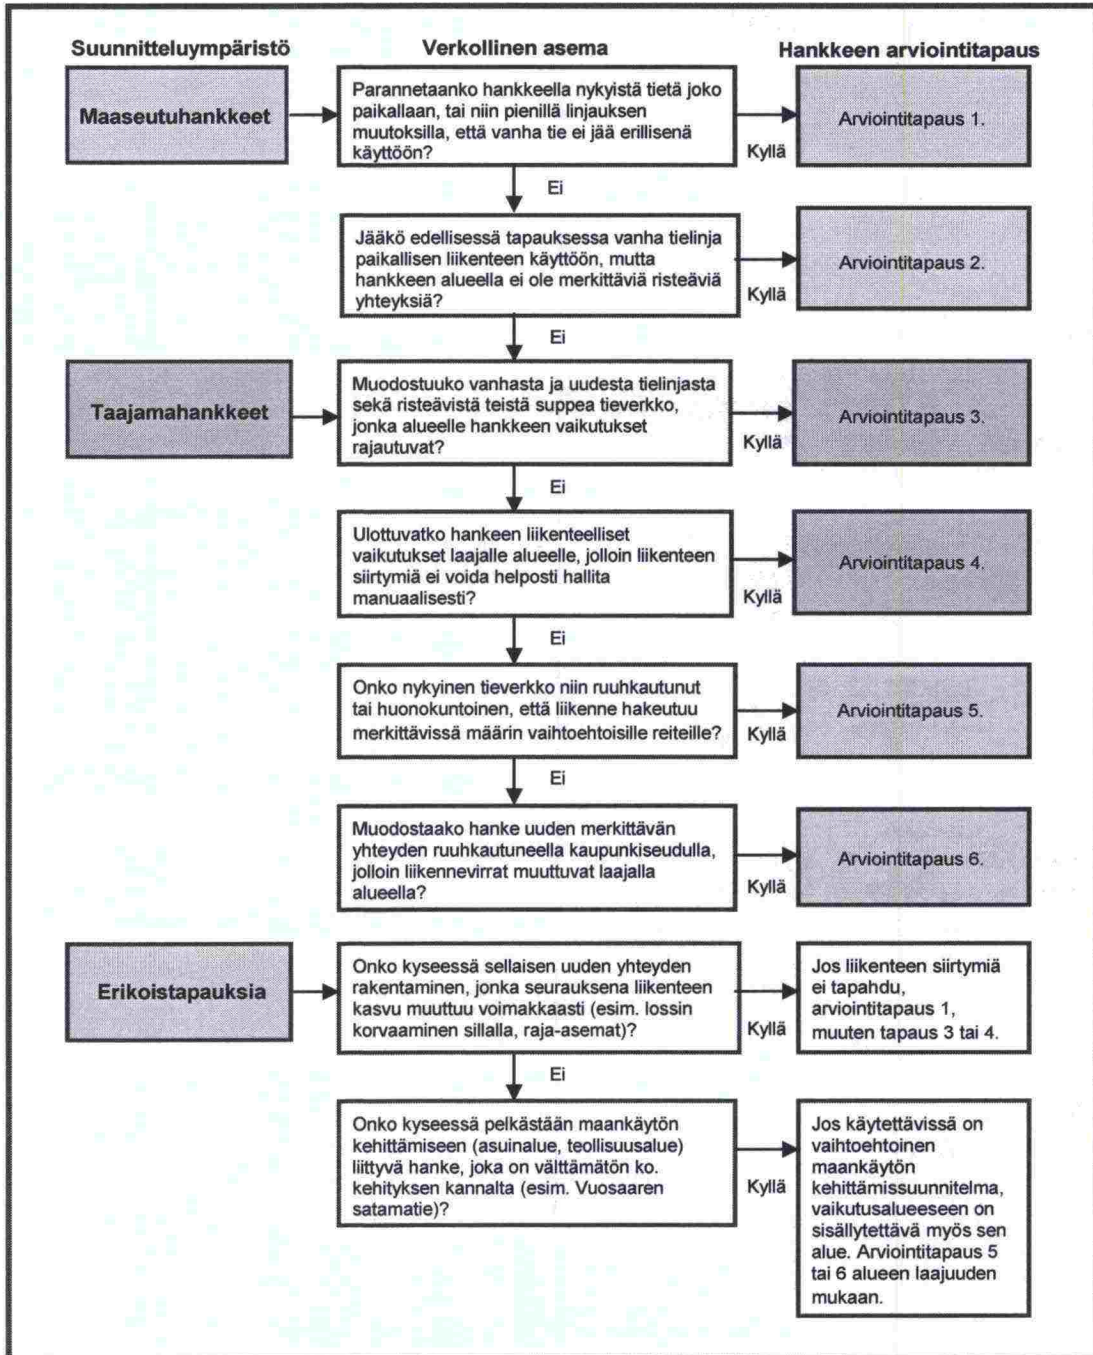 Suunnitteluympäristö
Verkollinen asema
Hankkeen arviointitapaus
Maaseutuhankkeet
Parannetaanko hankkeella nykyistä tietä joko
paikallaan, tai niin pienillä linjauksen
muutoksilla, että vanha tie ei jää erillisenä
käyttöön?
Kyllä
Arviointitapaus 1.
Ei
Jääkö edellisessä tapauksessa vanha tielinja
paikallisen liikenteen käyttöön, mutta
hankkeen alueella ei ole merkittäviä risteäviä
yhteyksiä?
Kyllä
Arviointitapaus 2.
Ei
Taajamahankkeet
Muodostuuko vanhasta ja uudesta tielinjasta
sekä risteävistä teistä suppea tieverkko,
jonka alueelle hankkeen vaikutukset
rajautuvat?
Kyllä
Arviointitapaus 3.
Ei
Ulottuvatko hankeen liikenteelliset
vaikutukset laajalle alueelle, jolloin liikenteen
siirtymiä ei voida helposti hallita
manuaalisesti?
Kyllä
Arviointitapaus 4.
Ei
Onko nykyinen tieverkko niin ruuhkautunut
tai huonokuntoinen, että liikenne hakeutuu
merkittävissä määrin vaihtoehtoisille reiteille?
Kyllä
Arviointitapaus 5.
Ei
Muodostaako hanke uuden merkittävän
yhteyden ruuhkautuneella kaupunkiseudulla,
jolloin liikennevirrat muuttuvat laajalla
alueella?
Kyllä
Arviointitapaus 6.
Erikoistapauksia
Onko kyseessä sellaisen uuden yhteyden
rakentaminen, jonka seurauksena liikenteen
kasvu muuttuu voimakkaasti (esim. lossin
korvaaminen sillalla, raja-asemat)?
Kyllä
Jos liikenteen siirtymiä
ei tapahdu,
arviointitapaus 1,
muuten tapaus 3 tai 4.
Ei
Onko kyseessä pelkästään maankäytön
kehittämiseen (asuinalue, teollisuusalue)
liittyvä hanke, joka on välttämätön ko.
kehityksen kannalta (esim. Vuosaaren
satamatie)?
Kyllä
Jos käytettävissä on
vaihtoehtoinen
maankäytön
kehittämissuunnitelma,
vaikutusalueeseen on
sisällytettävä myös sen
alue. Arviointitapaus 5
tai 6 alueen laajuuden
mukaan.